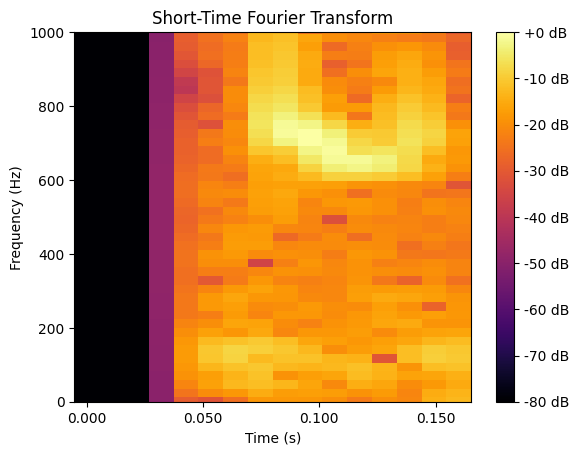 Short-Time Fourier Transform
1000
800
600
400
200
0
Frequency (Hz)
0.000
0.050
0.100
0.150
Time (s)
+0 dB
-10 dB
-20 dB
-30 dB
-40 dB
-50 dB
-60 dB
-70 dB
-80 dB